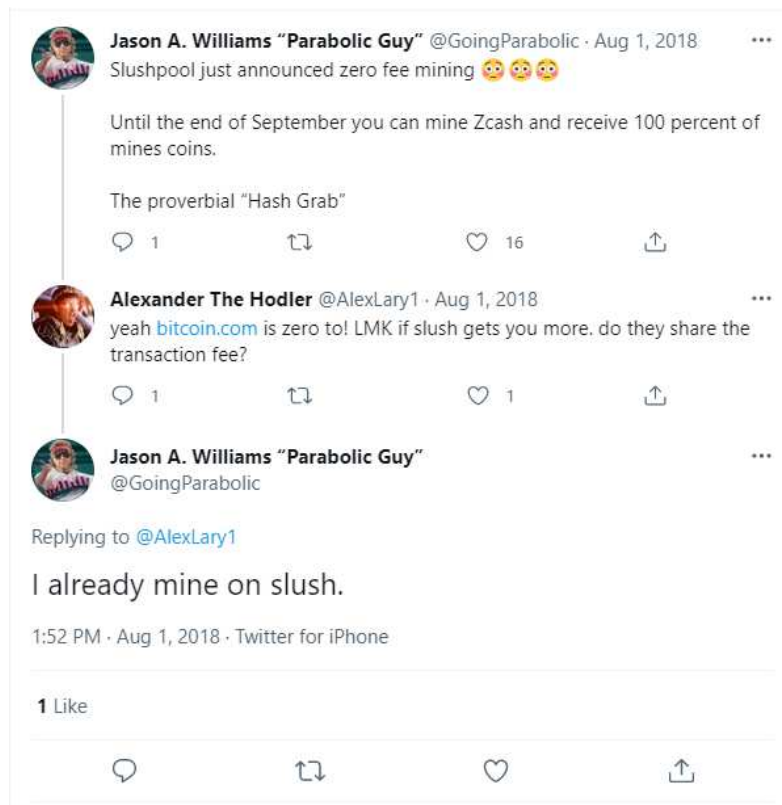 Jason A. Williams “Parabolic Guy” @GoingParabolic · Aug 1, 2018
Slushpool just announced zero fee mining 😳😳😳
Until the end of September you can mine Zcash and receive 100 percent of
mines coins.
The proverbial “Hash Grab”
1 16
Alexander The Hodler @AlexLary1 · Aug 1, 2018
yeah bitcoin.com is zero to! LMK if slush gets you more. do they share the
transaction fee?
1 1
Jason A. Williams “Parabolic Guy”
@GoingParabolic
Replying to @AlexLary1
I already mine on slush.
1:52 PM · Aug 1, 2018 · Twitter for iPhone
1 Like